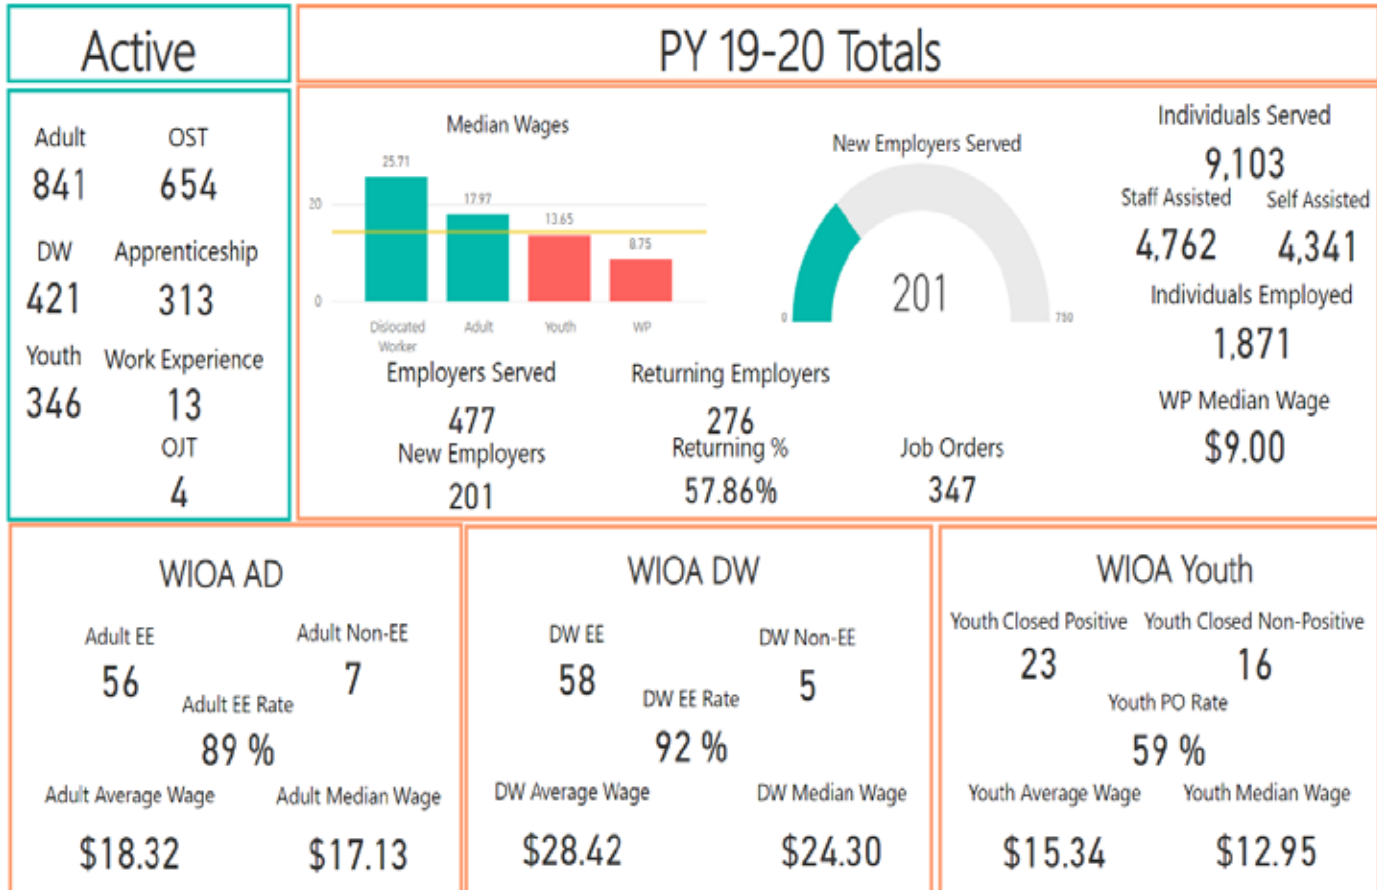 Active
PY 19-20 Totals
Adult OST
841 654
DW Apprenticeship
421 313
Youth Work Experience
346 13
OJT
4
Median Wages
25.71
20
17.97
13.65
8.75
0
Dislocated Adult Youth WP
Worker
New Employers Served
201
0 750
Employers Served Returning Employers
477 276
New Employers Returning % Job Orders
201 57.86% 347
Individuals Served
9,103
Staff Assisted Self Assisted
4,762 4,341
Individuals Employed
1,871
WP Median Wage
$9.00
WIOA AD
Adult EE Adult Non-EE
56 7
Adult EE Rate
89 %
Adult Average Wage Adult Median Wage
$18.32 $17.13
WIOA DW
DW EE DW Non-EE
58 5
DW EE Rate
92 %
DW Average Wage DW Median Wage
$28.42 $24.30
WIOA Youth
Youth Closed Positive Youth Closed Non-Positive
23 16
Youth PO Rate
59 %
Youth Average Wage Youth Median Wage
$15.34 $12.95